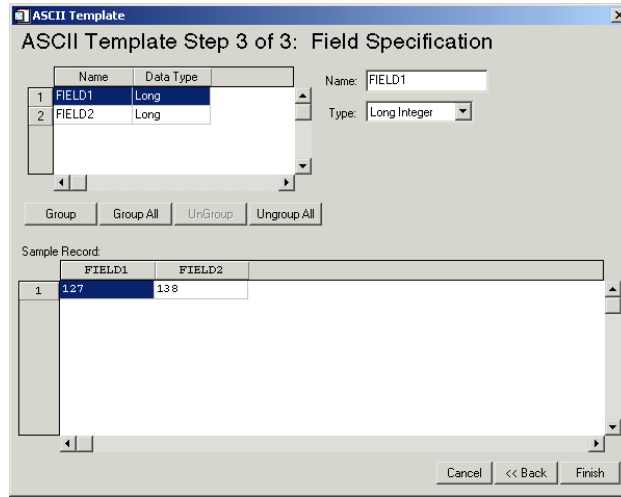 ASCII Template
ASCII Template Step 3 of 3: Field Specification
Name Data Type
1 FIELD1 Long
2 FIELD2 Long
Name: FIELD1
Type: Long Integer
Group Group All UnGroup Ungroup All
Sample Record:
FIELD1 FIELD2
1 127 138
Cancel << Back Finish